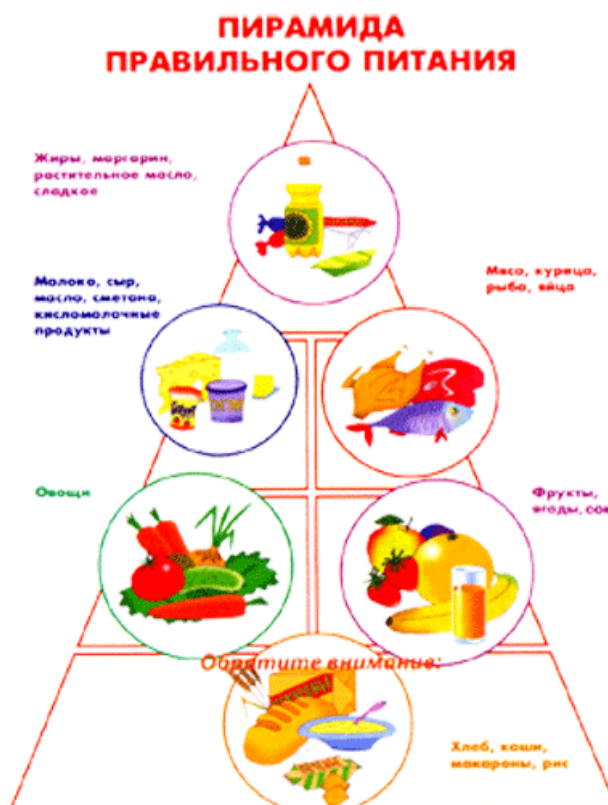 ПИРАМИДА
ПРАВИЛЬНОГО ПИТАНИЯ
Жиры, маргарин,
растительное масло,
сладкое
Молоко, сыр,
масло, сметана,
кисломолочные
продукты
Мясо, курица,
рыба, яйца
Овощи
Фрукты,
ягоды, сок
Обратите внимание:
Хлеб, каши,
макароны, рис